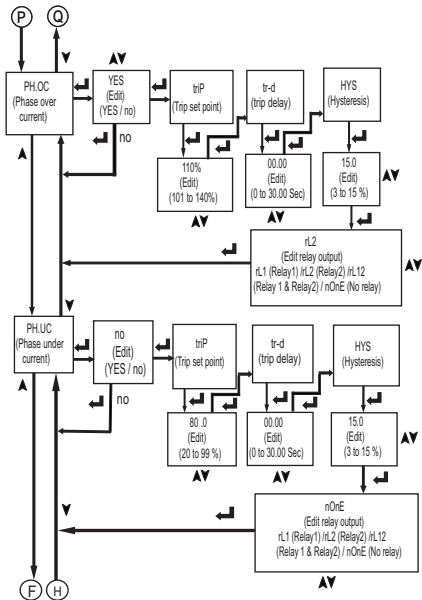 P
Q
PH.OC
(Phase over
current)
YES
(Edit)
(YES / no)
no
triP
(Trip set point)
110%
(Edit)
(101 to 140%)
tr-d
(trip delay)
00.00
(Edit)
(0 to 30.00 Sec)
HYS
(Hysteresis)
15.0
(Edit)
(3 to 15 %)
rL2
(Edit relay output)
rL1 (Relay1) /rL2 (Relay2) /rL12
(Relay 1 & Relay2) / nOnE (No relay)
PH.UC
(Phase under
current)
no
(Edit)
(YES / no)
no
triP
(Trip set point)
80 .0
(Edit)
(20 to 99 %)
tr-d
(trip delay)
00.00
(Edit)
(0 to 30.00 Sec)
HYS
(Hysteresis)
15.0
(Edit)
(3 to 15 %)
nOnE
(Edit relay output)
rL1 (Relay1) /rL2 (Relay2) /rL12
(Relay 1 & Relay2) / nONE (No relay)
F
H